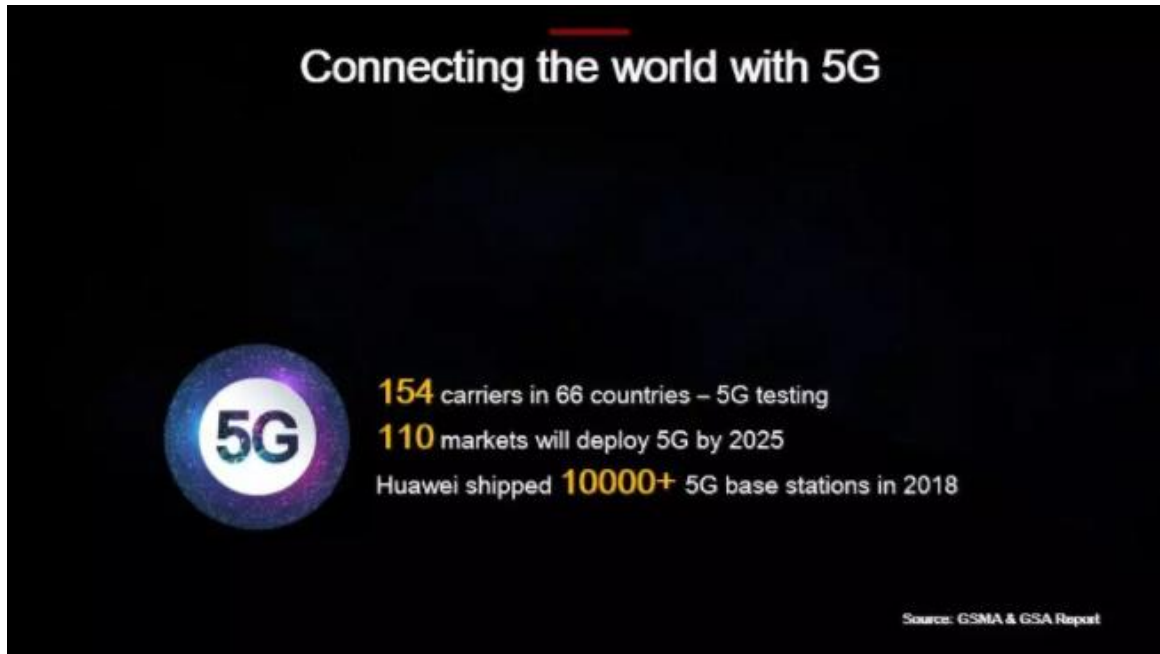 Connecting the world with 5G
5G
154 carriers in 66 countries – 5G testing
110 markets will deploy 5G by 2025
Huawei shipped 10000+ 5G base stations in 2018
Source: GSMA & GSA Report